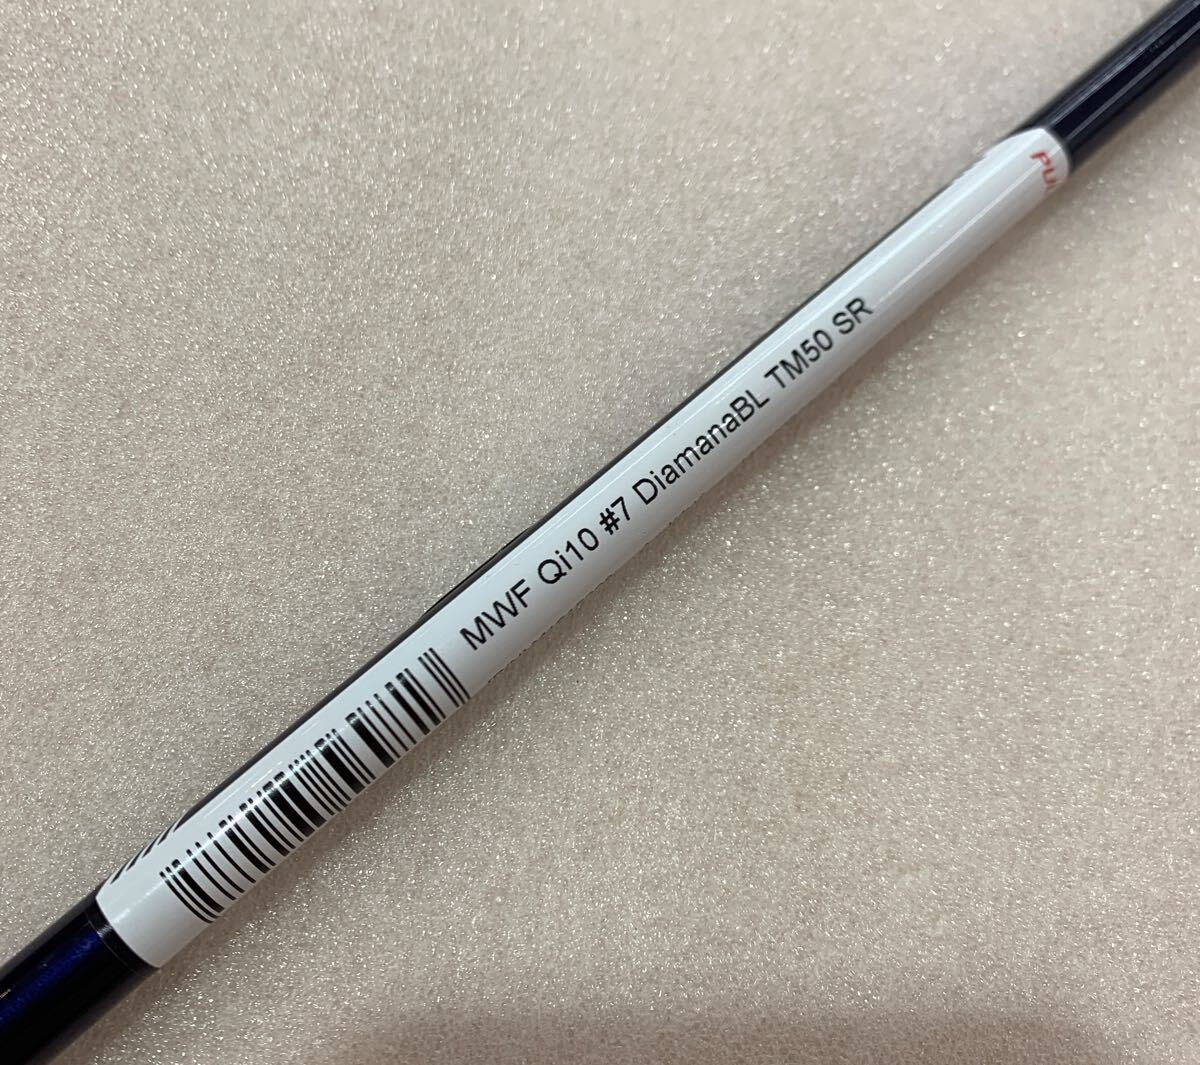 MWF Qi10 #7 DiamanaBL TM50 SR